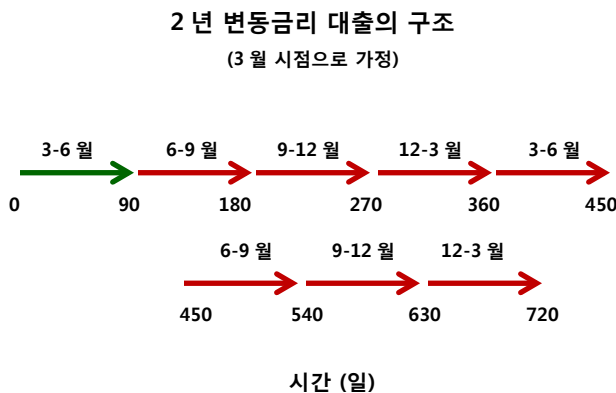 2 년 변동금리 대출의 구조
(3 월 시점으로 가정)
3-6 월 6-9 월 9-12 월 12-3 월 3-6 월
0 90 180 270 360 450
6-9 월 9-12 월 12-3 월
450 540 630 720
시간 (일)